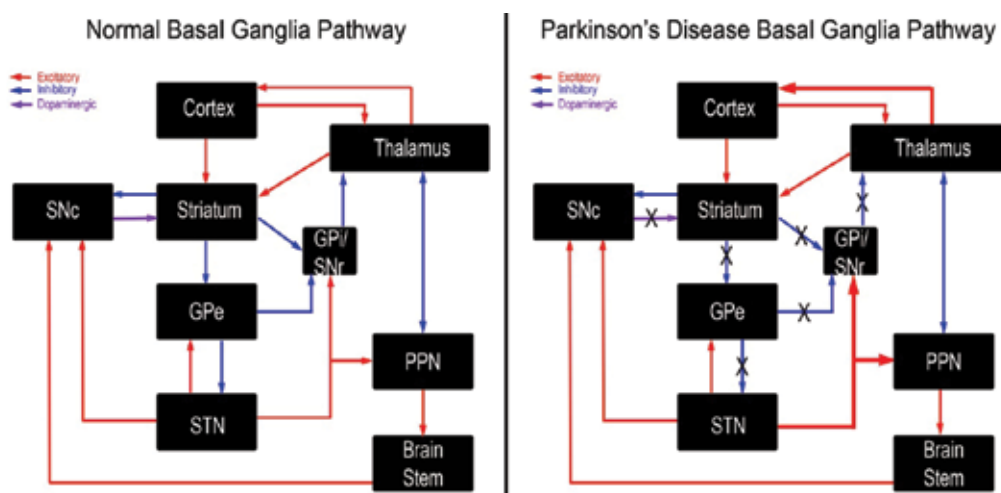 Normal Basal Ganglia Pathway
Excitatory
Inhibitory
Dopaminergic
Cortex
Thalamus
SNc
Striatum
GPi/
SNr
GPe
PPN
STN
Brain
Stem
Parkinson's Disease Basal Ganglia Pathway
Excitatory
Inhibitory
Dopaminergic
Cortex
Thalamus
SNc
X
Striatum
X
X
X
GPi/
SNr
GPe
X
X
PPN
STN
Brain
Stem